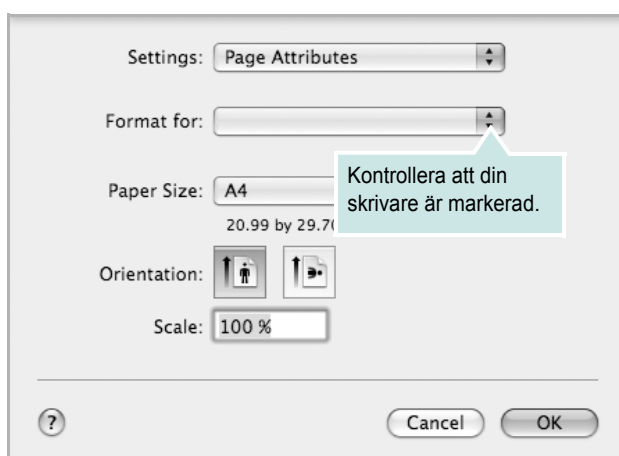 Settings: Page Attributes
Format for:
Kontrollera att din
skrivare är markerad.
Paper Size: A4
20.99 by 29.70
Orientation:
Scale: 100 %
?
Cancel OK